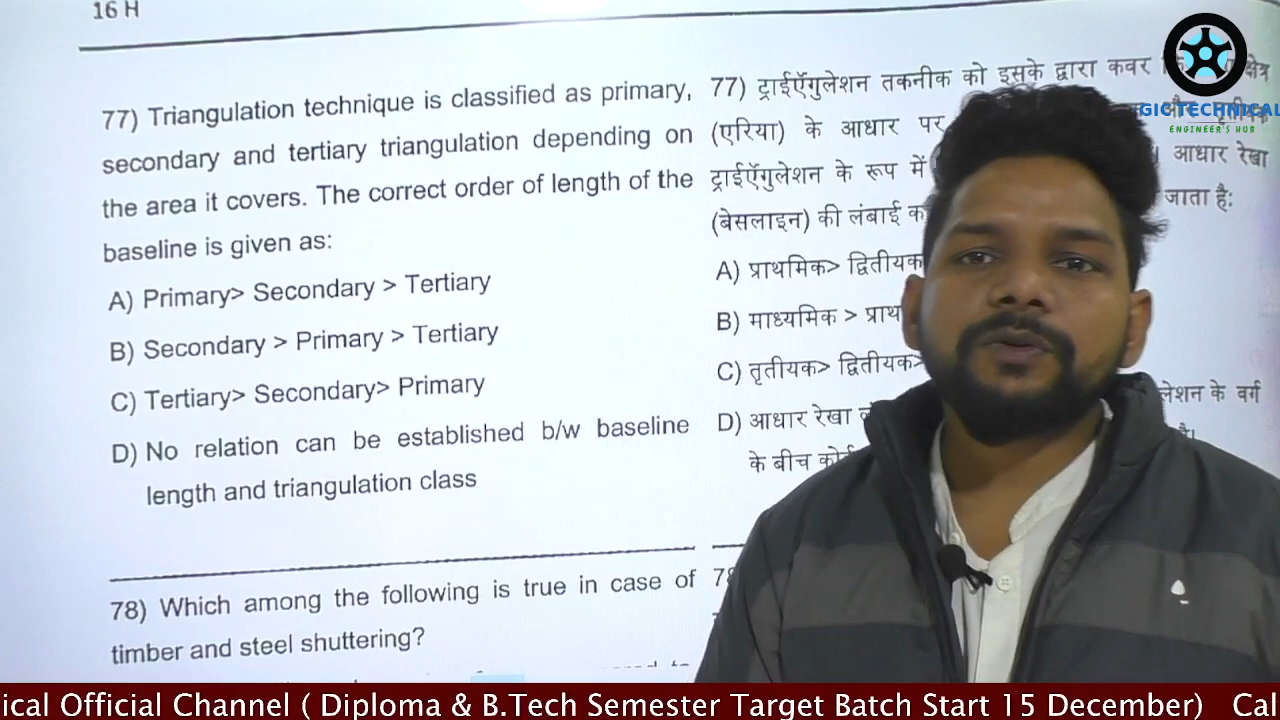 16 H
77) Triangulation technique is classified as primary,
secondary and tertiary triangulation depending on
the area it covers. The correct order of length of the
baseline is given as:
A) Primary> Secondary > Tertiary
B) Secondary > Primary > Tertiary
C) Tertiary> Secondary> Primary
D) No relation can be established b/w baseline
length and triangulation class
78) Which among the following is true in case of
timber and steel shuttering?
77) ट्राईऍगुलेशन तकनीक को इसके द्वारा कवर क्षेत्र
(एरिया) के आधार पर
ट्राईऍगुलेशन के रूप में आधार रेखा
(बेसलाइन) की लंबाई जाता है:
A) प्राथमिक> द्वितीयक
B) माध्यमिक >
C) तृतीयक> द्वितीयक>
D) आधार रेखा के वर्ग
के बीच
GIC TECHNICAL
ENGINEER'S HUB
ical Official Channel ( Diploma & B.Tech Semester Target Batch Start 15 December) Cal